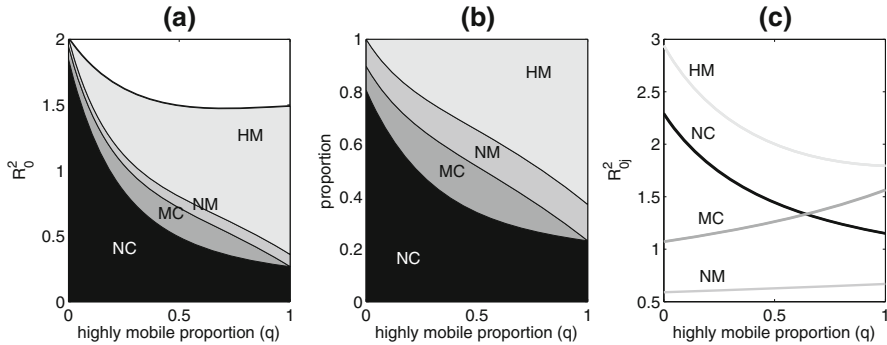 (a)
R₀²
2
1.5
1
0.5
0
HM
NM
MC
NC
0
0.5
1
highly mobile proportion (q)
(b)
proportion
1
0.8
0.6
0.4
0.2
0
HM
NM
MC
NC
0
0.5
1
highly mobile proportion (q)
(c)
R₀ⱼ²
3
2.5
2
1.5
1
0.5
HM
NC
MC
NM
0
0.5
1
highly mobile proportion (q)